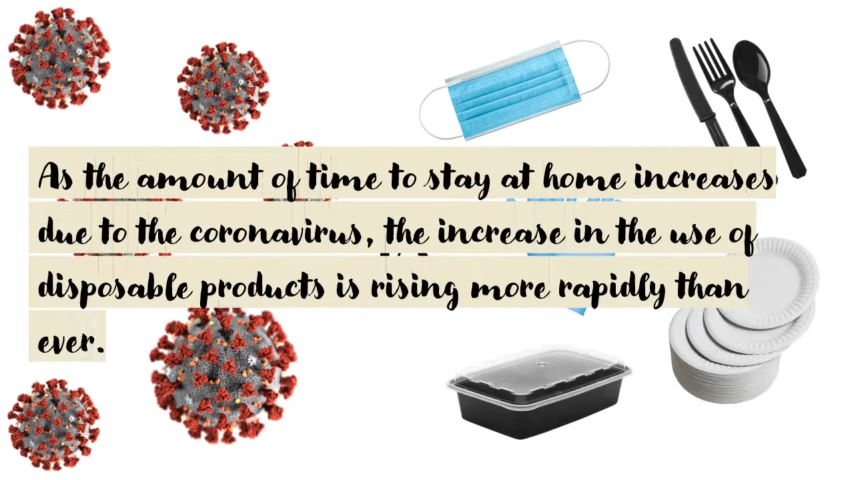 As the amount of time to stay at home increases
due to the coronavirus, the increase in the use of
disposable products is rising more rapidly than
ever.